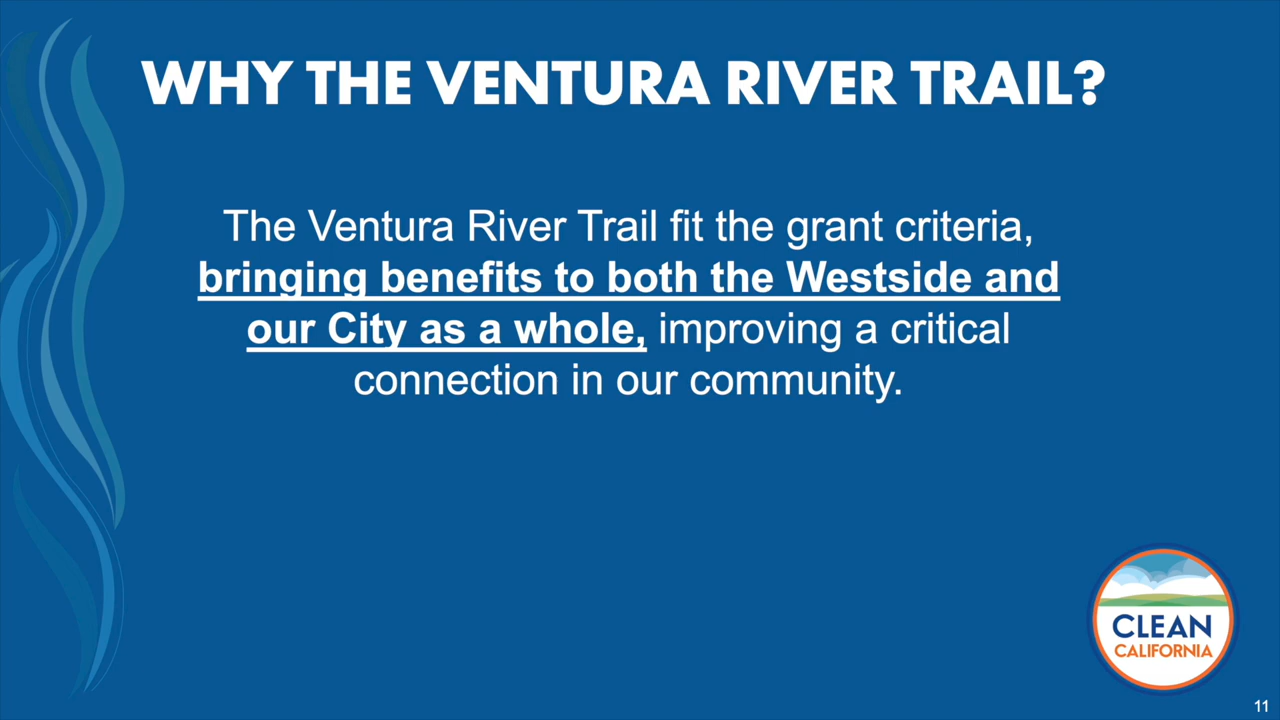 WHY THE VENTURA RIVER TRAIL?
The Ventura River Trail fit the grant criteria,
bringing benefits to both the Westside and
our City as a whole, improving a critical
connection in our community.
CLEAN
CALIFORNIA
11